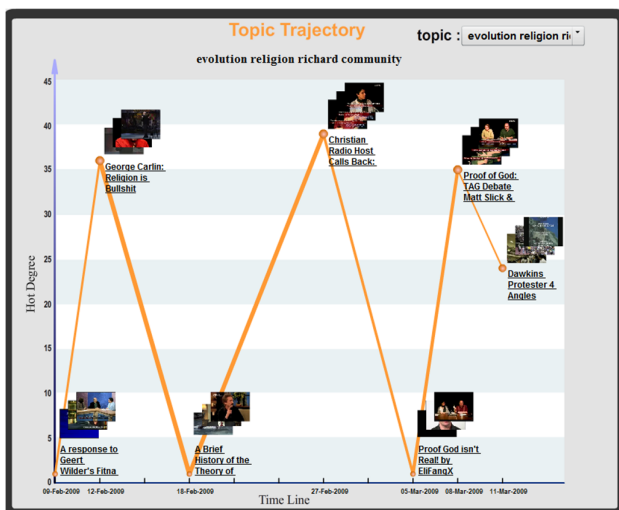 Topic Trajectory
topic : evolution religion ri
evolution religion richard community
45
40
35
30
25
20
15
10
5
0
Hot Degree
George Carlin:
Religion is
Bullshit
Christian
Radio Host
Calls Back:
Proof of God:
TAG Debate
Matt Slick &
Dawkins
Protester 4
Angles
A response to
Geert
Wilder's Fitna
A Brief
History of the
Theory of
Proof God isn't
Real! by
EliFangX
09-Feb-2009
12-Feb-2009
18-Feb-2009
27-Feb-2009
05-Mar-2009
08-Mar-2009
11-Mar-2009
Time Line